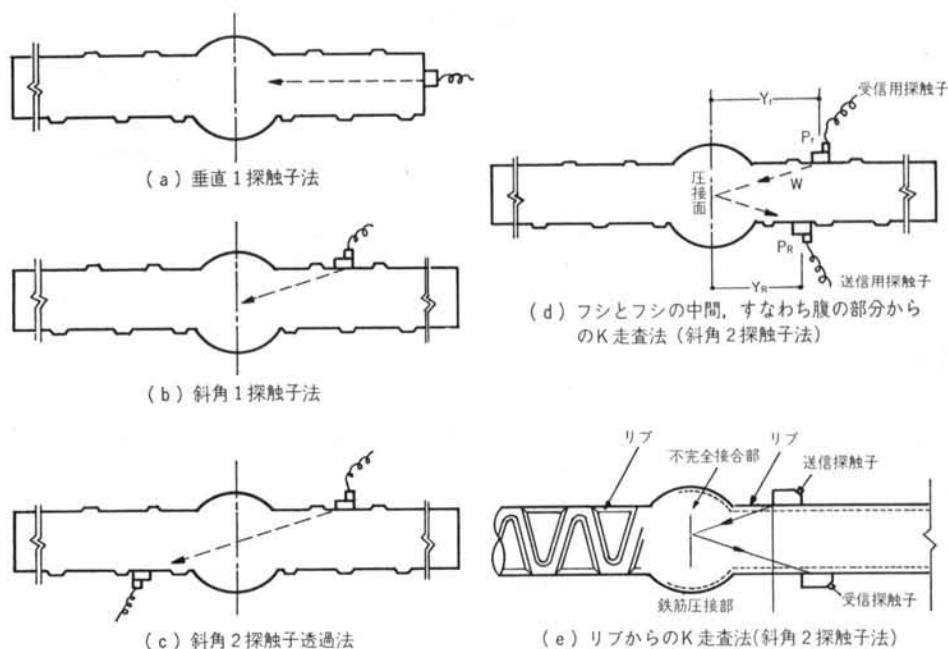 (a)垂直1探触子法
(b)斜角1探触子法
(c)斜角2探触子透過法
Yr
受信用探触子
Pr
W
圧接面
PR
YR
送信用探触子
(d)フシとフシの中間,すなわち腹の部分から
のK走査法(斜角2探触子法)
リブ
不完全接合部
リブ
送信探触子
鉄筋圧接部
受信探触子
(e)リブからのK走査法(斜角2探触子法)